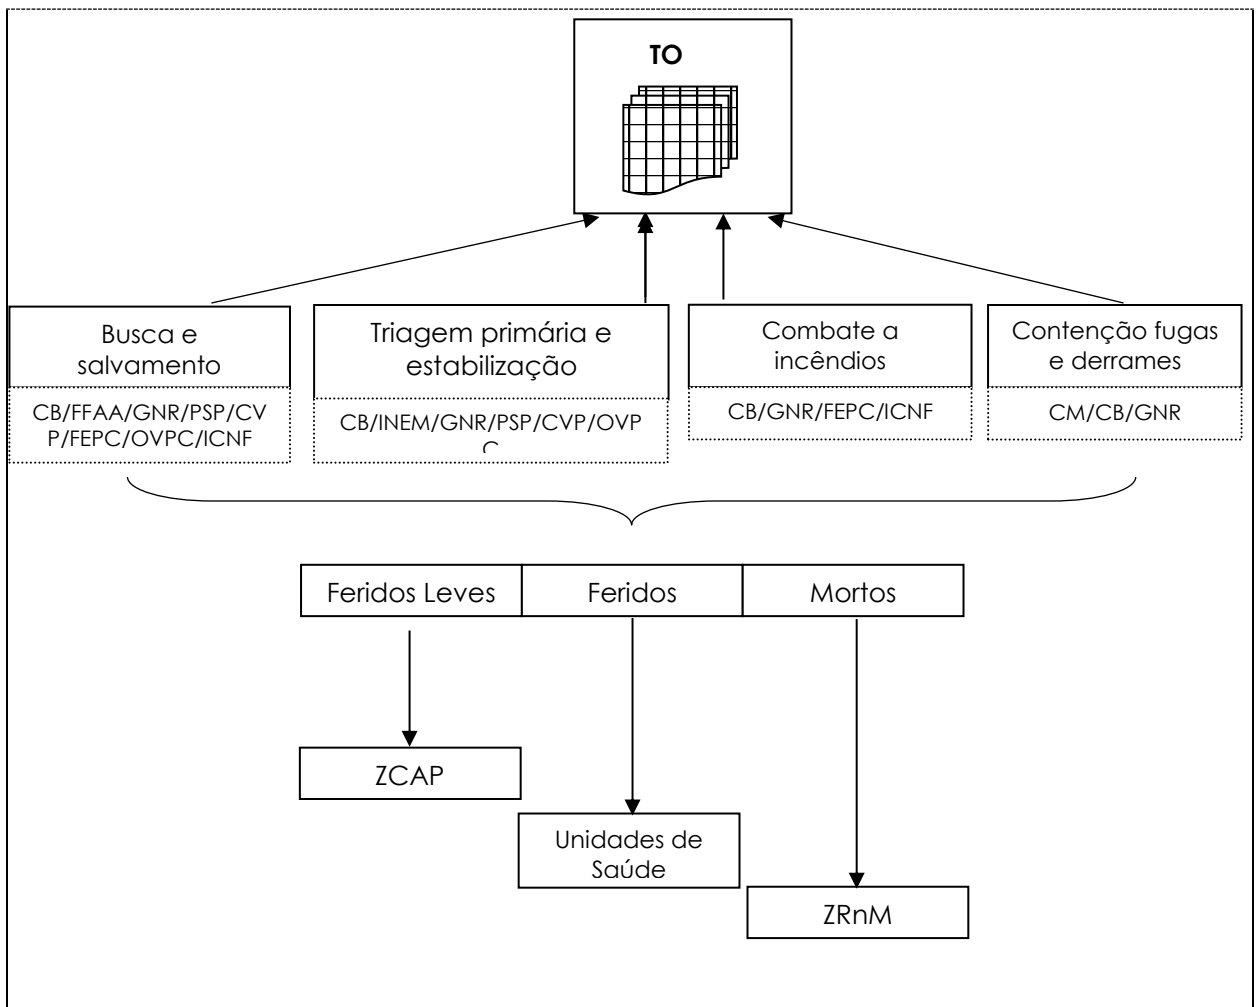 TO
Busca e
salvamento
CB/FFAA/GNR/PSP/CV
P/FEPC/OVPC/ICNF
Triagem primária e
estabilização
CB/INEM/GNR/PSP/CVP/OVP
C
Combate a
incêndios
CB/GNR/FEPC/ICNF
Contenção fugas
e derrames
CM/CB/GNR
Feridos Leves
Feridos
Mortos
ZCAP
Unidades de
Saúde
ZRnM